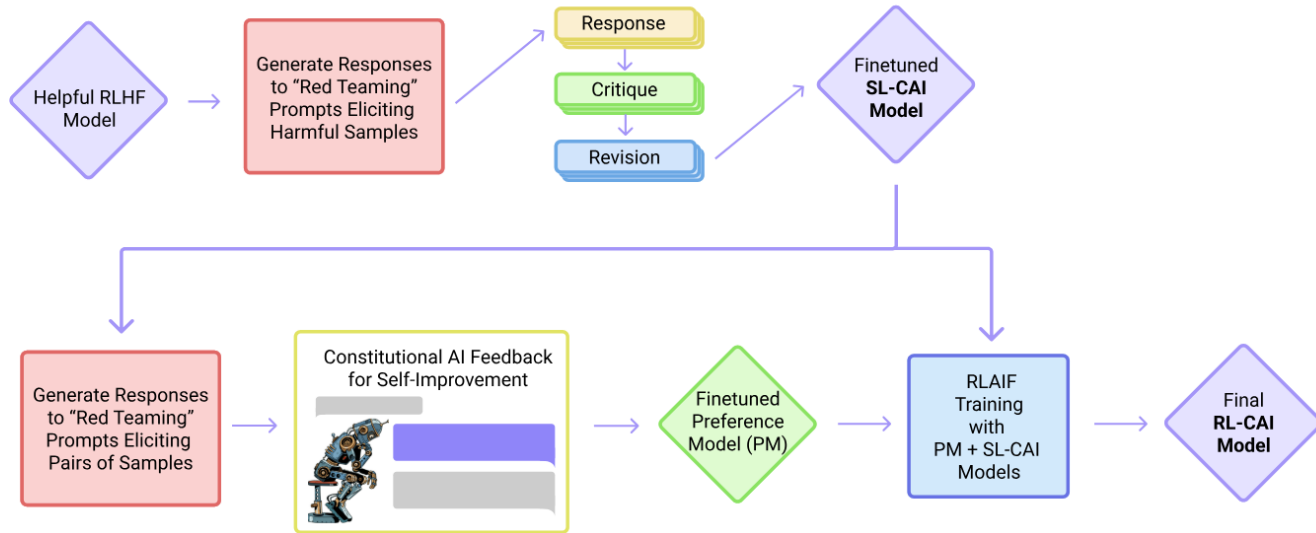 Helpful RLHF
Model
Generate Responses
to “Red Teaming”
Prompts Eliciting
Harmful Samples
Response
Critique
Revision
Finetuned
SL-CAI
Model
Generate Responses
to “Red Teaming”
Prompts Eliciting
Pairs of Samples
Constitutional AI Feedback
for Self-Improvement
Finetuned
Preference
Model (PM)
RLAIF
Training
with
PM + SL-CAI
Models
Final
RL-CAI
Model